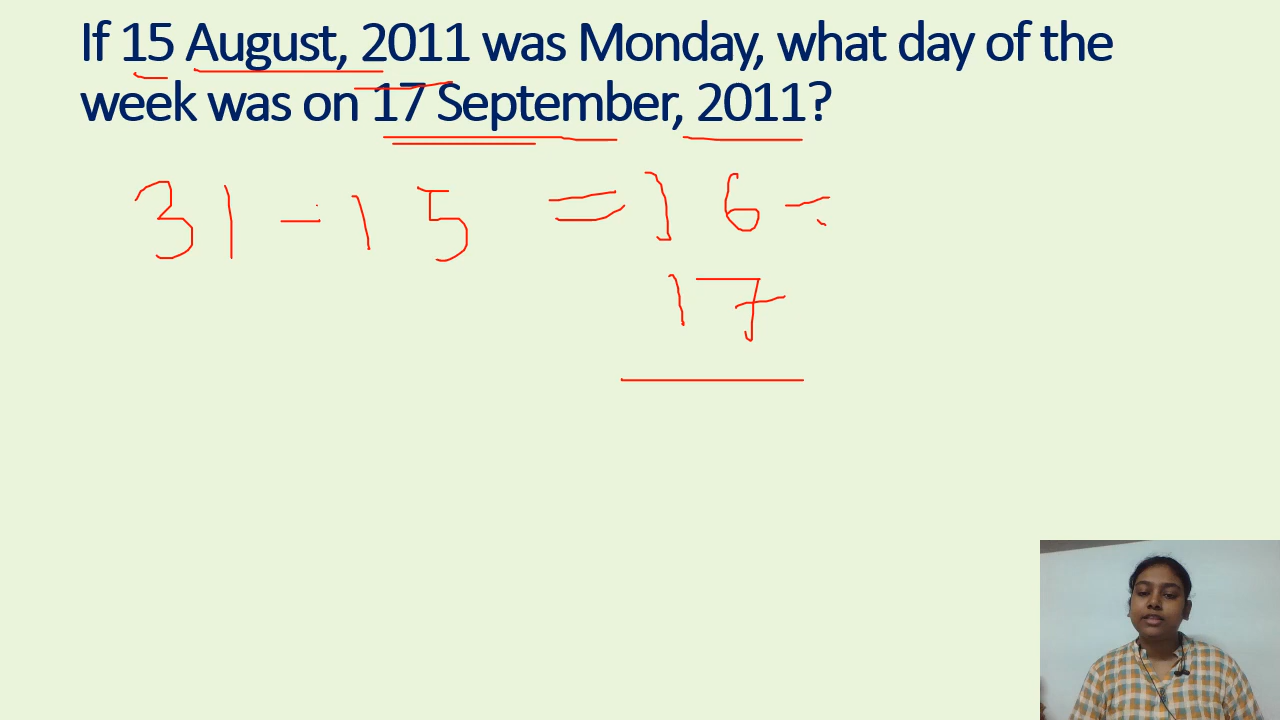 If 15 August, 2011 was Monday, what day of the
week was on 17 September, 2011?
31 - 15 = 16 -
17